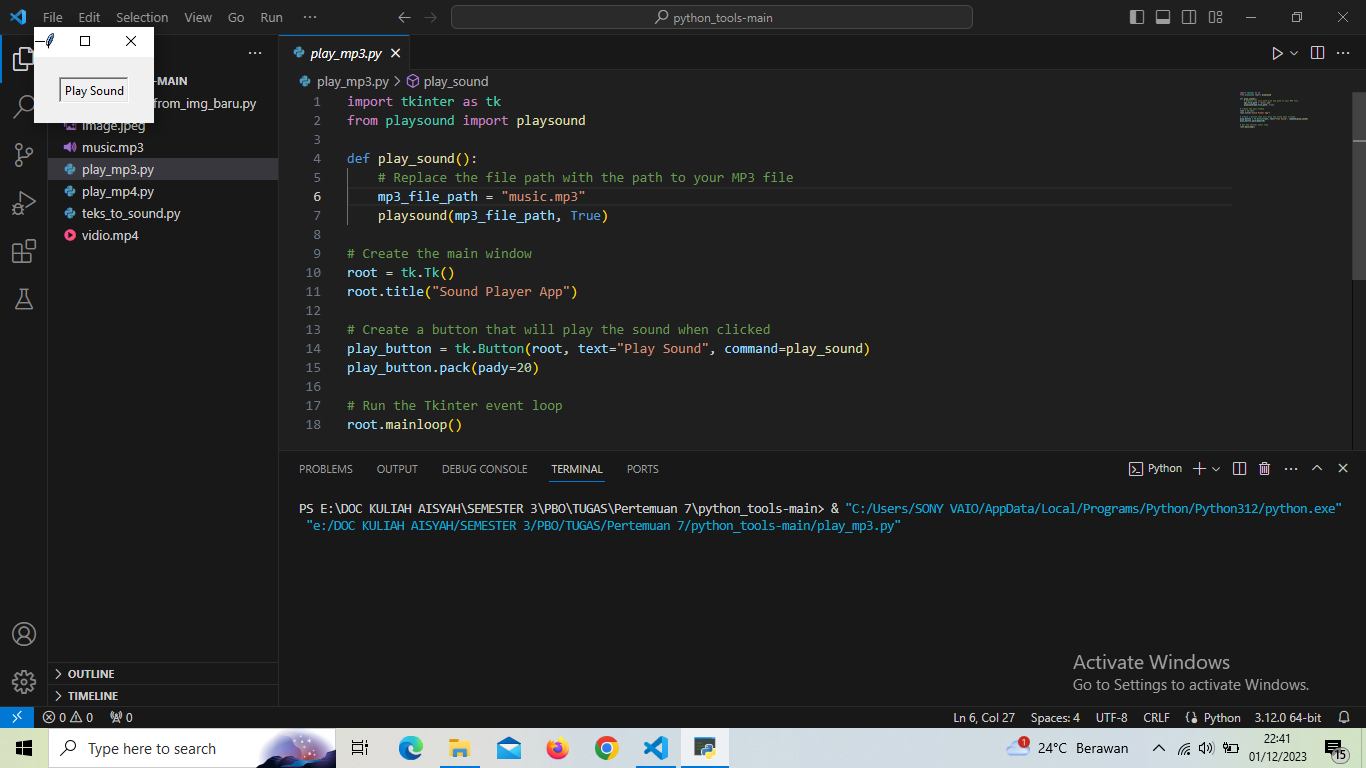 File Edit Selection View Go Run ··· python_tools-main
Play Sound
-MAIN
from_img_baru.py
image.jpeg
music.mp3
play_mp3.py
play_mp4.py
teks_to_sound.py
vidio.mp4
OUTLINE
TIMELINE
play_mp3.py
play_mp3.py > play_sound
1 import tkinter as tk
2 from playsound import playsound
3
4 def play_sound():
5 # Replace the file path with the path to your MP3 file
6 mp3_file_path = "music.mp3"
7 playsound(mp3_file_path, True)
8
9 # Create the main window
10 root = tk.Tk()
11 root.title("Sound Player App")
12
13 # Create a button that will play the sound when clicked
14 play_button = tk.Button(root, text="Play Sound", command=play_sound)
15 play_button.pack(pady=20)
16
17 # Run the Tkinter event loop
18 root.mainloop()
PROBLEMS OUTPUT DEBUG CONSOLE TERMINAL PORTS Python
PS E:\DOC KULIAH AISYAH\SEMESTER 3\PBO\TUGAS\Pertemuan 7\python_tools-main> & "C:/Users/SONY VAIO/AppData/Local/Programs/Python/Python312/python.exe"
"e:/DOC KULIAH AISYAH/SEMESTER 3/PBO/TUGAS/Pertemuan 7/python_tools-main/play_mp3.py"
Activate Windows
Go to Settings to activate Windows.
0 0 0 Ln 6, Col 27 Spaces: 4 UTF-8 CRLF Python 3.12.0 64-bit
Type here to search 1 24°C Berawan 22:41
01/12/2023 15